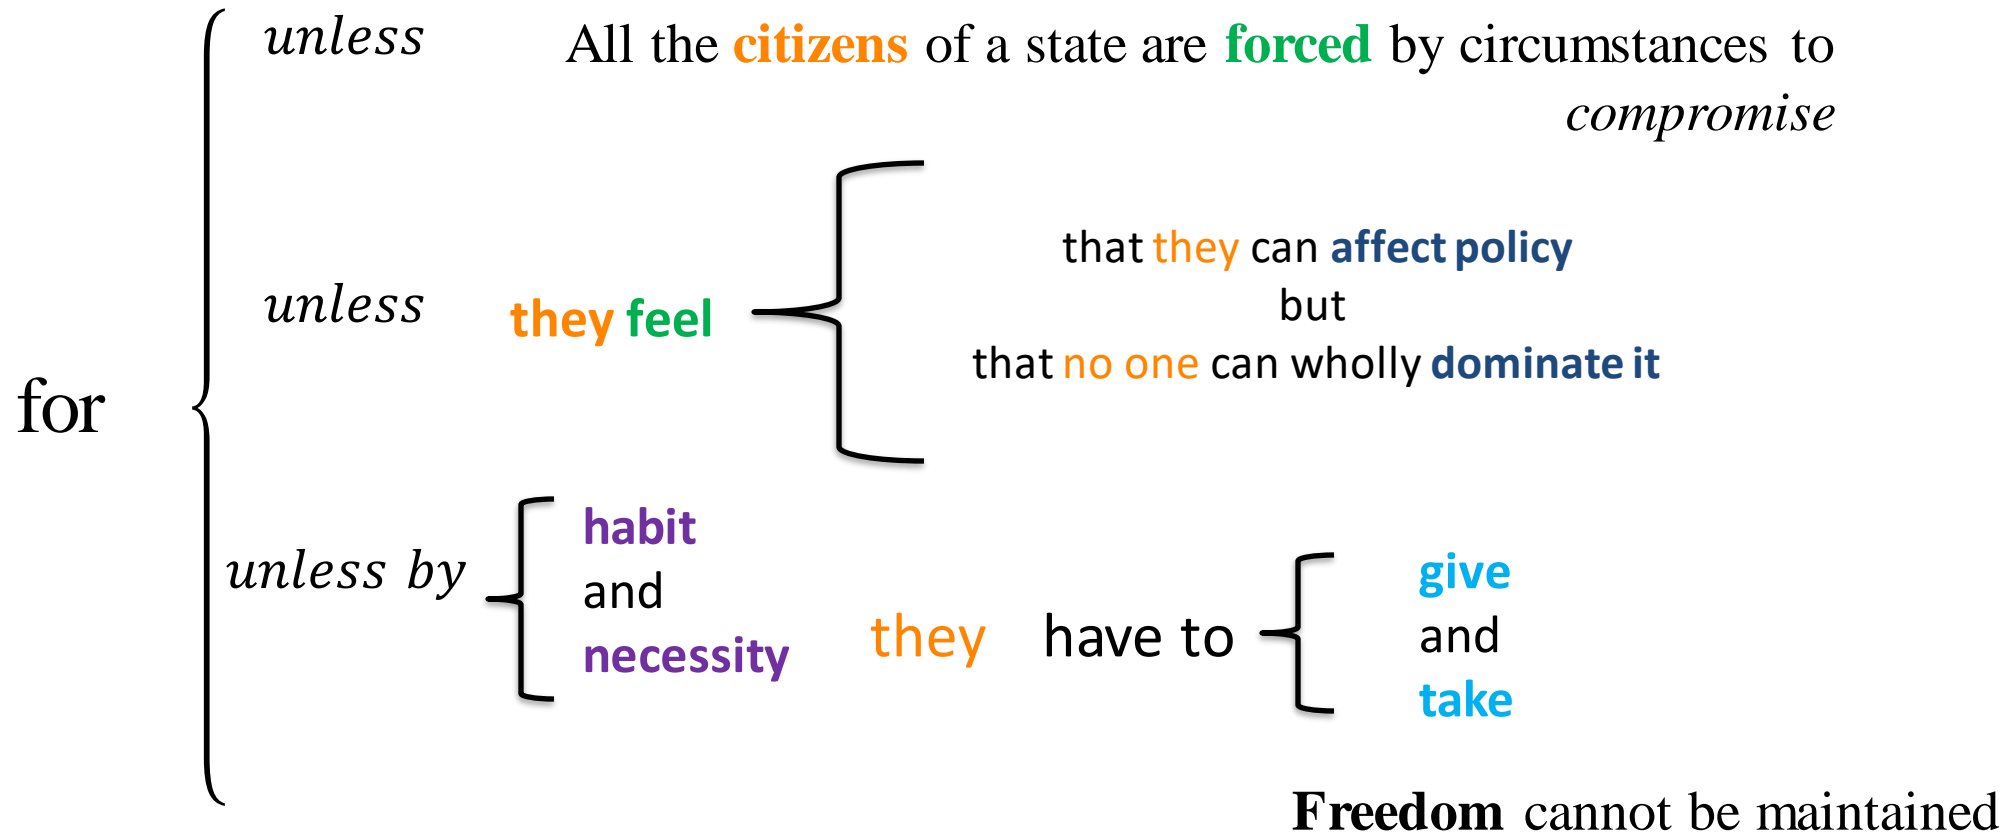 unless All the citizens of a state are forced by circumstances to
compromise
unless they feel
that they can affect policy
but
that no one can wholly dominate it
for
unless by
habit
and
necessity
they have to
give
and
take
Freedom cannot be maintained